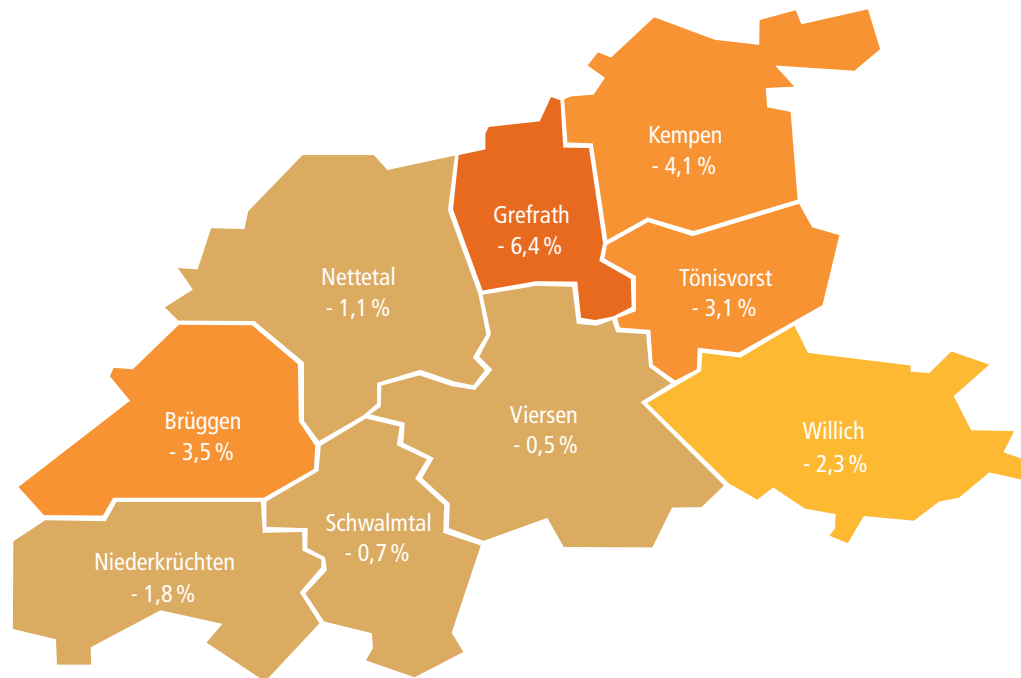 Kempen
- 4,1 %
Grefrath
- 6,4 %
Nettetal
- 1,1 %
Tönisvorst
- 3,1 %
Brüggen
- 3,5 %
Viersen
- 0,5 %
Willich
- 2,3 %
Schwalmtal
- 0,7 %
Niederkrüchten
- 1,8 %